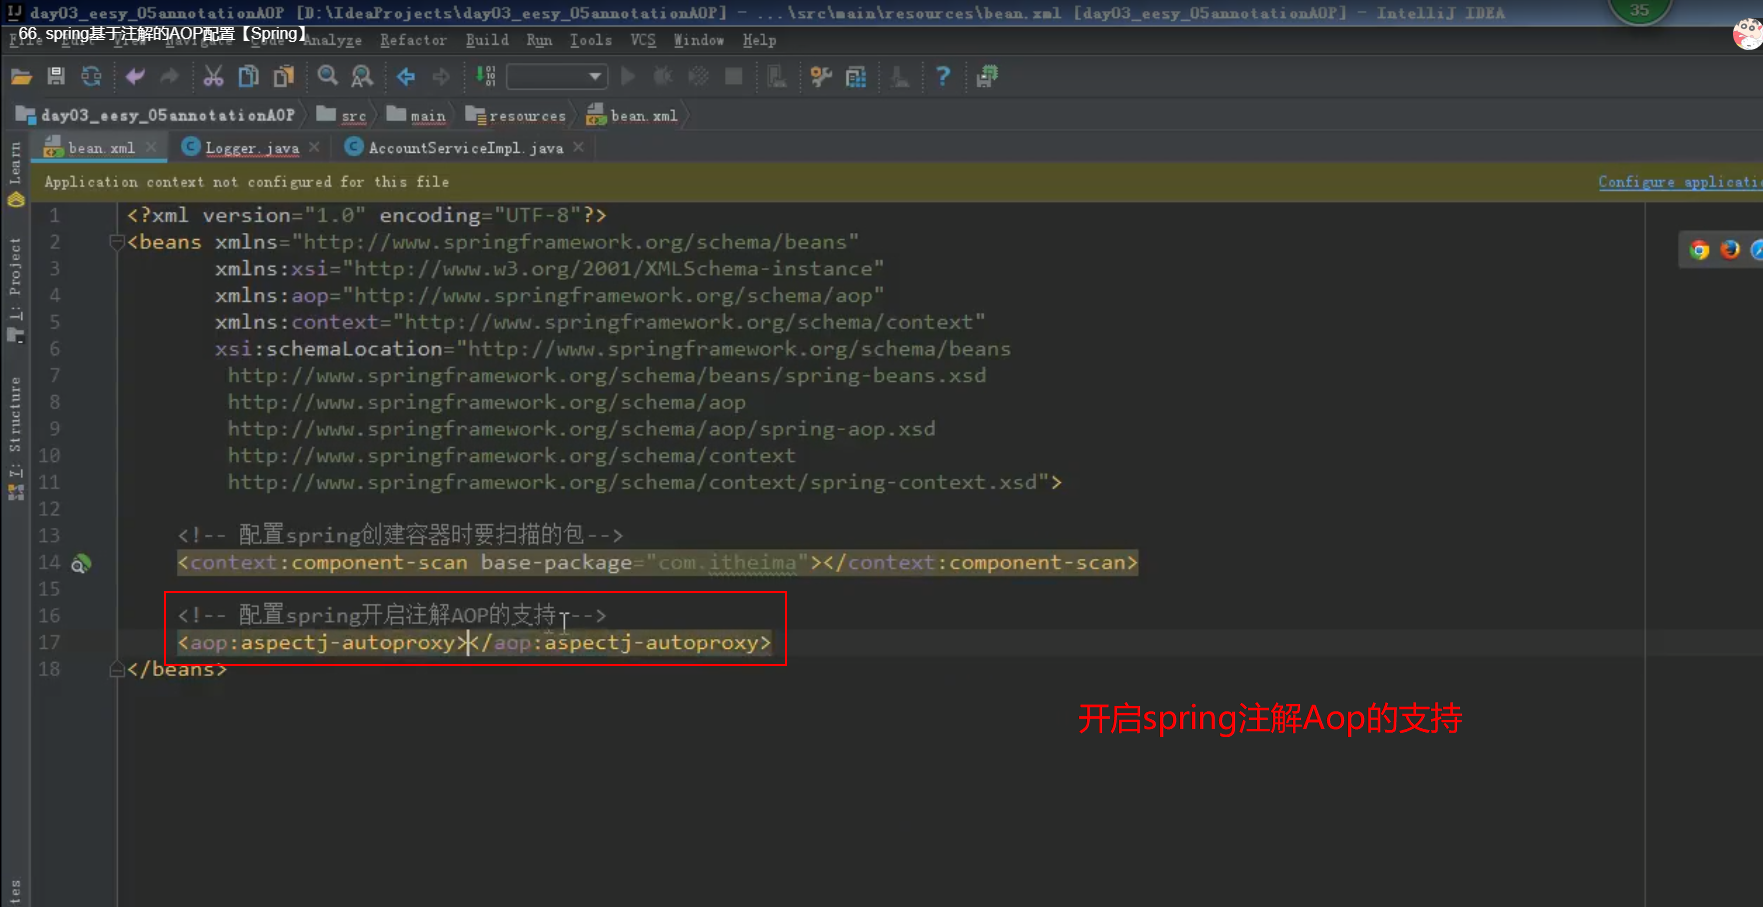 day03_eesy_05annotationAOP [D:\IdeaProjects\day03_eesy_05annotationAOP] - ...\src\main\resources\bean.xml [day03_eesy_05annotationAOP] - IntelliJ IDEA
35
66. spring基于注解的AOP配置【Spring】
File Edit View Navigate Code Analyze Refactor Build Run Tools VCS Window Help
day03_eesy_05annotationAOP src main resources bean.xml
bean.xml Logger.java AccountServiceImpl.java
Learn
1: Project
7: Structure
Application context not configured for this file
Configure applicati
1 <?xml version="1.0" encoding="UTF-8"?>
2 <beans xmlns="http://www.springframework.org/schema/beans"
3 xmlns:xsi="http://www.w3.org/2001/XMLSchema-instance"
4 xmlns:aop="http://www.springframework.org/schema/aop"
5 xmlns:context="http://www.springframework.org/schema/context"
6 xsi:schemaLocation="http://www.springframework.org/schema/beans
7 http://www.springframework.org/schema/beans/spring-beans.xsd
8 http://www.springframework.org/schema/aop
9 http://www.springframework.org/schema/aop/spring-aop.xsd
10 http://www.springframework.org/schema/context
11 http://www.springframework.org/schema/context/spring-context.xsd">
12
13 <!-- 配置spring创建容器时要扫描的包-->
14 <context:component-scan base-package="com.itheima"></context:component-scan>
15
16 <!-- 配置spring开启注解AOP的支持 -->
17 <aop:aspectj-autoproxy></aop:aspectj-autoproxy>
18 </beans>
开启spring注解Aop的支持
tes